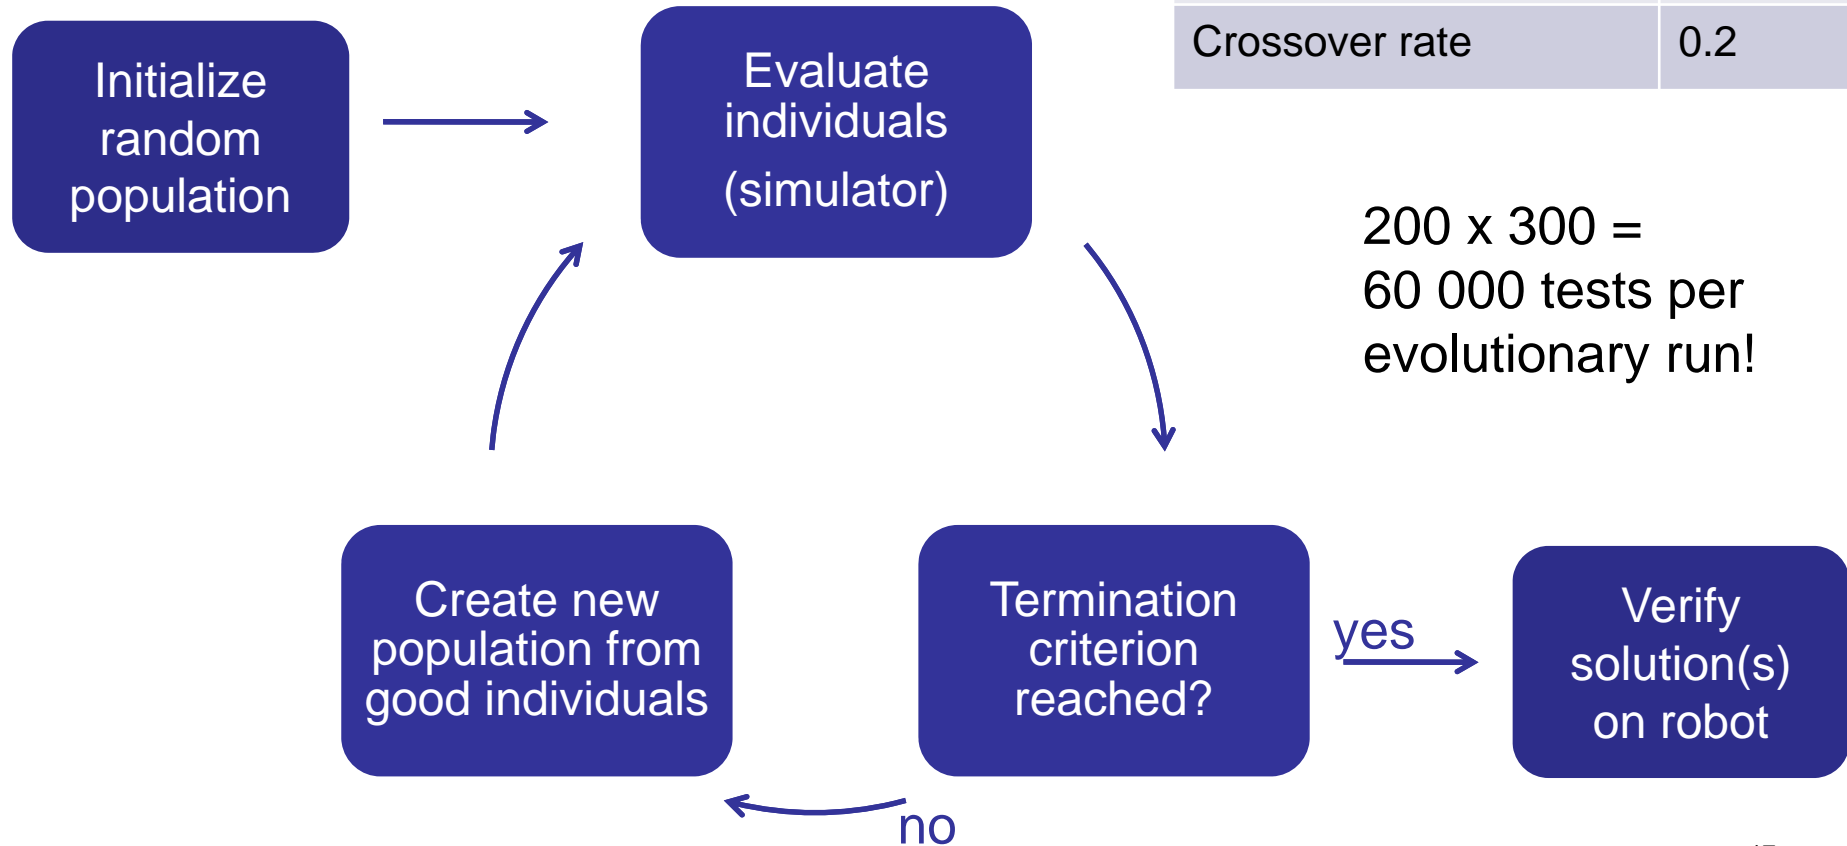 Crossover rate 0.2
Initialize
random
population
Evaluate
individuals
(simulator)
200 x 300 =
60 000 tests per
evolutionary run!
Create new
population from
good individuals
Termination
criterion
reached?
yes
Verify
solution(s)
on robot
no